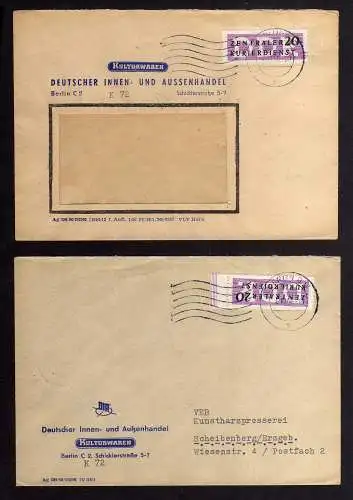 KULTURWAREN
DEUTSCHER INNEN- UND AUSSENHANDEL
Berlin C 2 K 72 Schicklerstraße 5-7
ZENTRALER 20
KURIERDIENST
ZENTRALER 20
KURIERDIENST
Deutscher Innen- und Außenhandel
KULTURWAREN
Berlin C 2, Schicklerstraße 5-7
K 72
VEB
Kunstharpresserei
Scheibenberg/Erzgeb.
Wiesenstr. 4 / Postfach 2